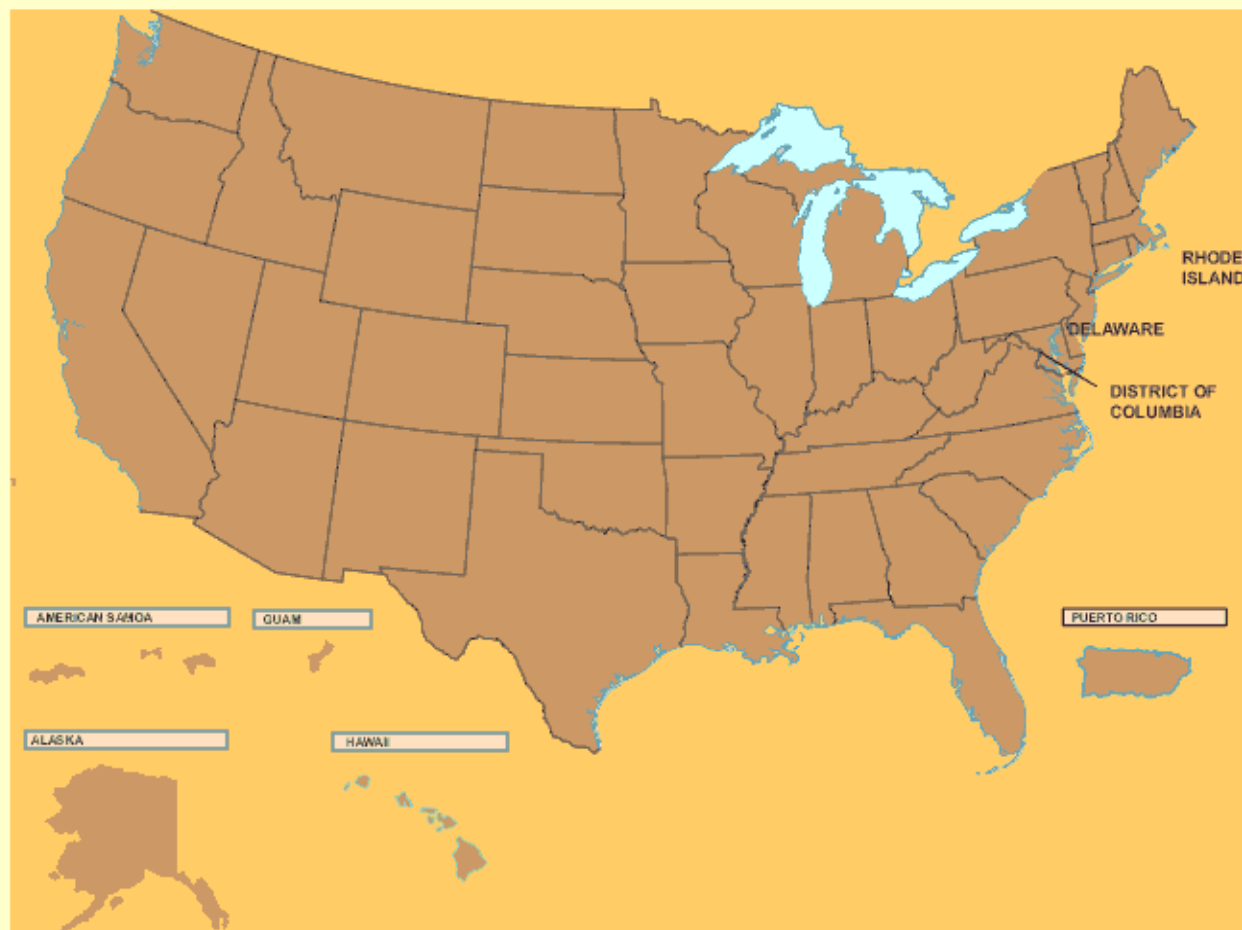 RHODE
ISLAND
DELAWARE
DISTRICT OF
COLUMBIA
AMERICAN SAMOA
GUAM
PUERTO RICO
ALASKA
HAWAII